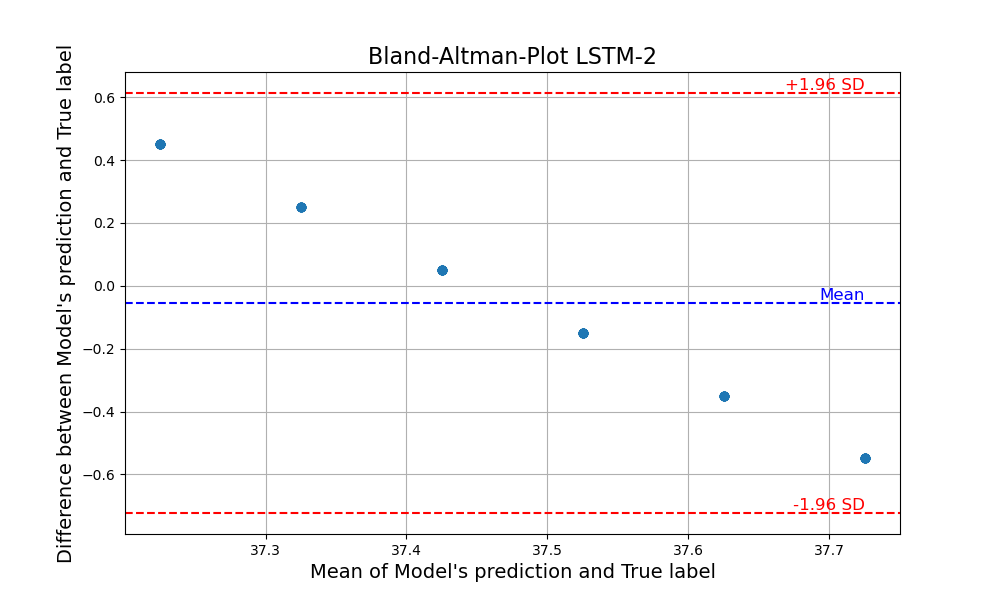 Bland-Altman-Plot LSTM-2
Difference between Model's prediction and True label
0.6
0.4
0.2
0.0
−0.2
−0.4
−0.6
+1.96 SD
Mean
-1.96 SD
37.3 37.4 37.5 37.6 37.7
Mean of Model's prediction and True label